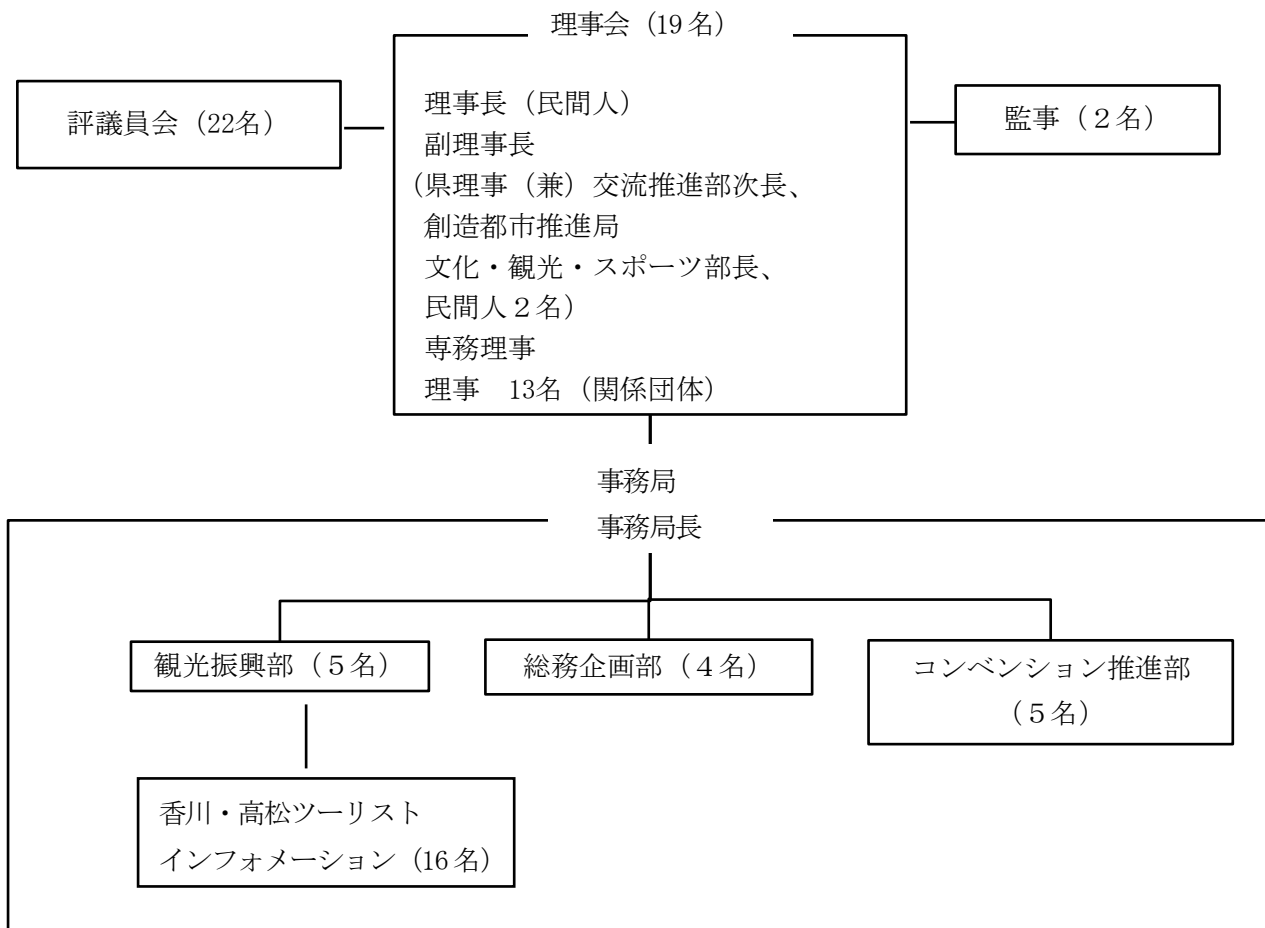 理事会（19名）
評議員会（22名）
理事長（民間人）
副理事長
（県理事（兼）交流推進部次長、
創造都市推進局
文化・観光・スポーツ部長、
民間人２名）
専務理事
理事　13名（関係団体）
監事（２名）
事務局
事務局長
観光振興部（５名）
総務企画部（４名）
コンベンション推進部
（５名）
香川・高松ツーリスト
インフォメーション（16名）